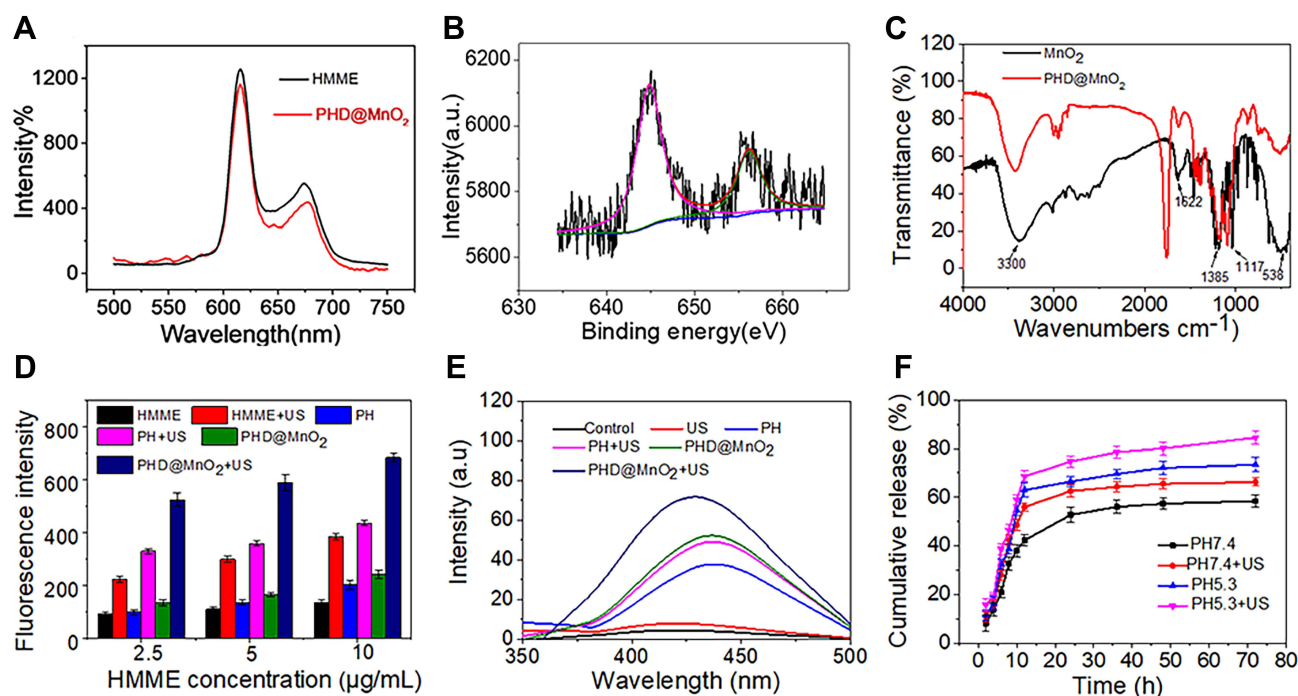 A
Intensity%
1200
800
400
0
HMME
PHD@MnO₂
500 550 600 650 700 750
Wavelength(nm)
B
Intensity(a.u.)
6200
6000
5800
5600
630 640 650 660
Binding energy(eV)
C
Transmittance (%)
120
100
80
60
40
20
0
MnO₂
PHD@MnO₂
3300
1622
1385
1117
538
4000 3000 2000 1000
Wavenumbers cm⁻¹
D
Fluorescence intensity
800
600
400
200
0
HMME HMME+US PH
PH+US PHD@MnO₂
PHD@MnO₂+US
2.5 5 10
HMME concentration (µg/mL)
E
Intensity (a.u)
120
100
80
60
40
20
0
Control US PH
PH+US PHD@MnO₂
PHD@MnO₂+US
350 400 450 500
Wavelength (nm)
F
Cumulative release (%)
100
80
60
40
20
0
PH7.4
PH7.4+US
PH5.3
PH5.3+US
0 10 20 30 40 50 60 70 80
Time (h)